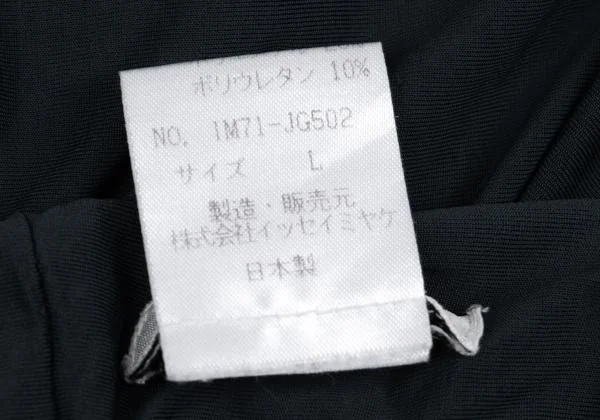 ポリウレタン 10%
NO. IM71-JG502
サイズ L
製造・販売元
株式会社イッセイミヤケ
日本製